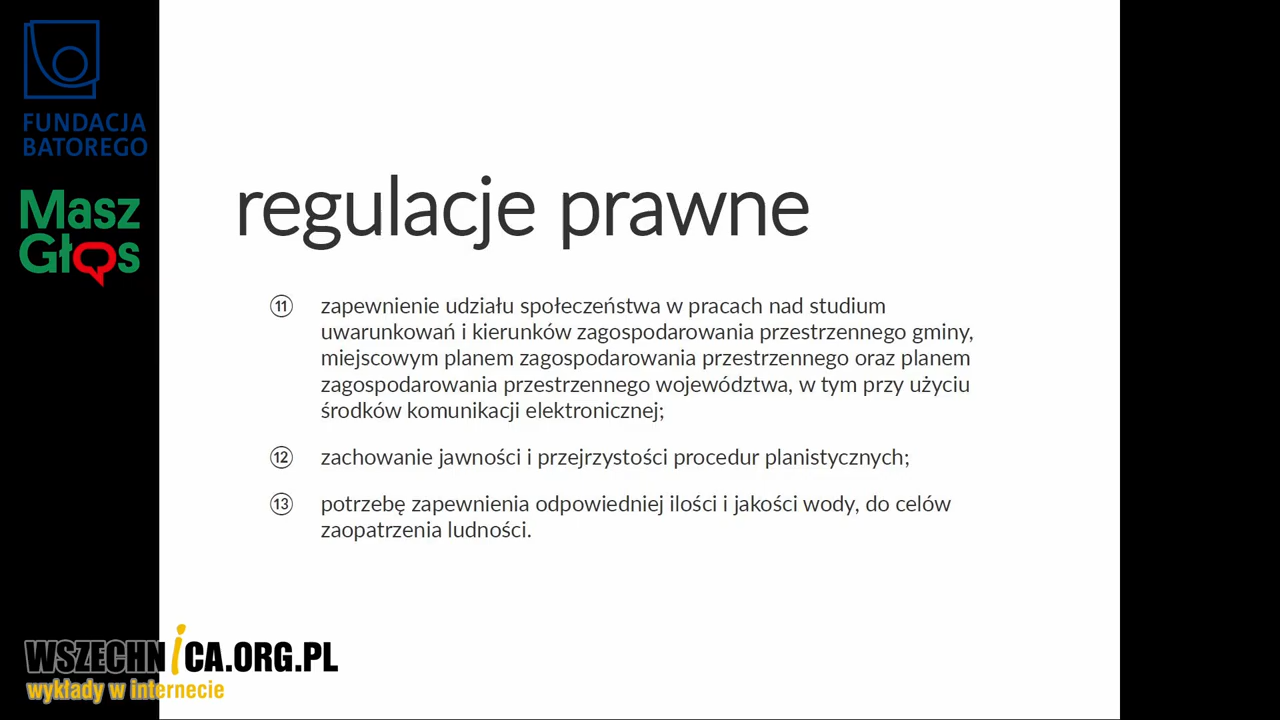 FUNDACJA
BATOREGO
Masz
Głos
regulacje prawne
⑪ zapewnienie udziału społeczeństwa w pracach nad studium
uwarunkowań i kierunków zagospodarowania przestrzennego gminy,
miejscowym planem zagospodarowania przestrzennego oraz planem
zagospodarowania przestrzennego województwa, w tym przy użyciu
środków komunikacji elektronicznej;
⑫ zachowanie jawności i przejrzystości procedur planistycznych;
⑬ potrzebę zapewnienia odpowiedniej ilości i jakości wody, do celów
zaopatrzenia ludności.
WSZECHNiCA.ORG.PL
wykłady w internecie